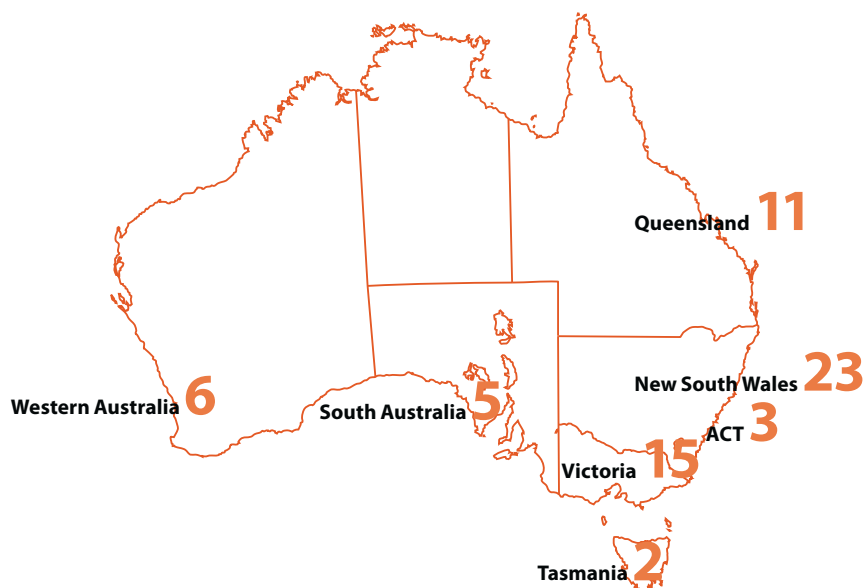 Queensland 11
New South Wales 23
Western Australia 6
South Australia 5
ACT 3
Victoria 15
Tasmania 2